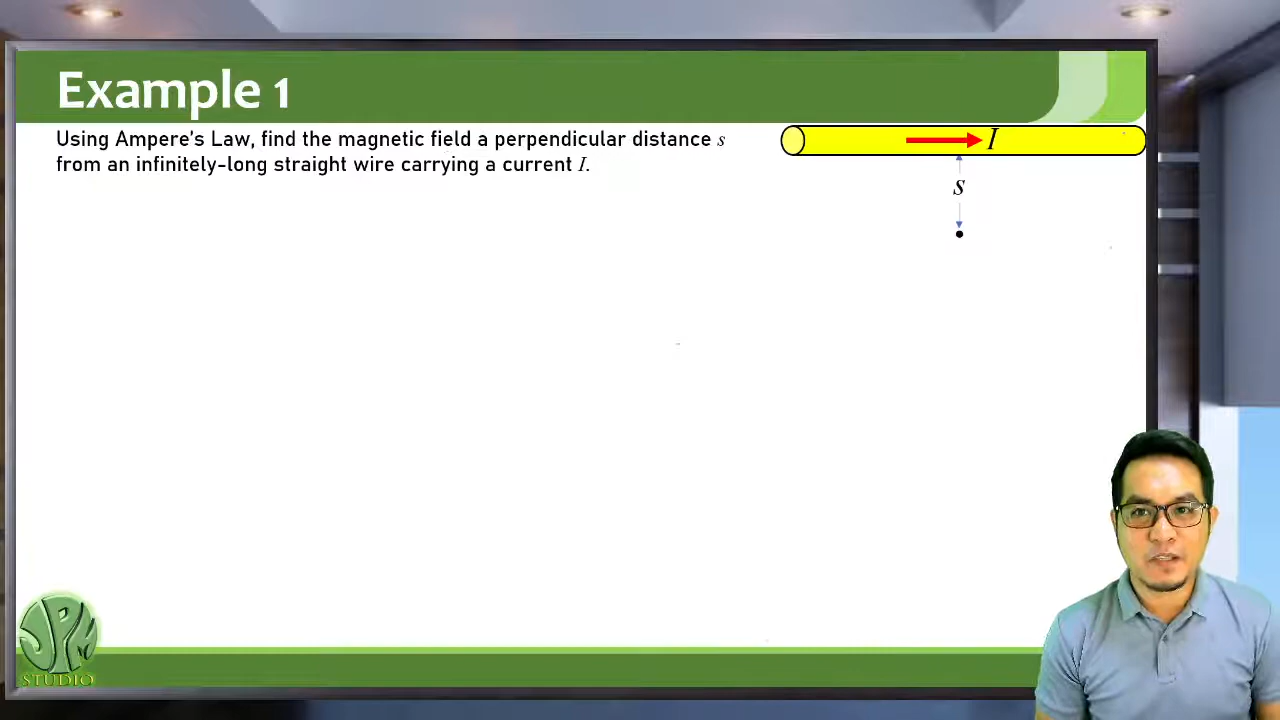 Example 1
Using Ampere's Law, find the magnetic field a perpendicular distance s
from an infinitely-long straight wire carrying a current I.
I
s
JPM
STUDIO